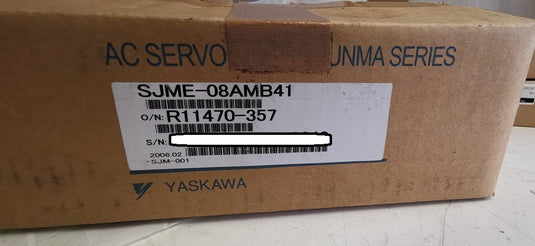 AC SERVO UNMA SERIES
SJME-08AMB41
O/N: R11470-357
S/N:
2006.02
-SJM-001
YASKAWA